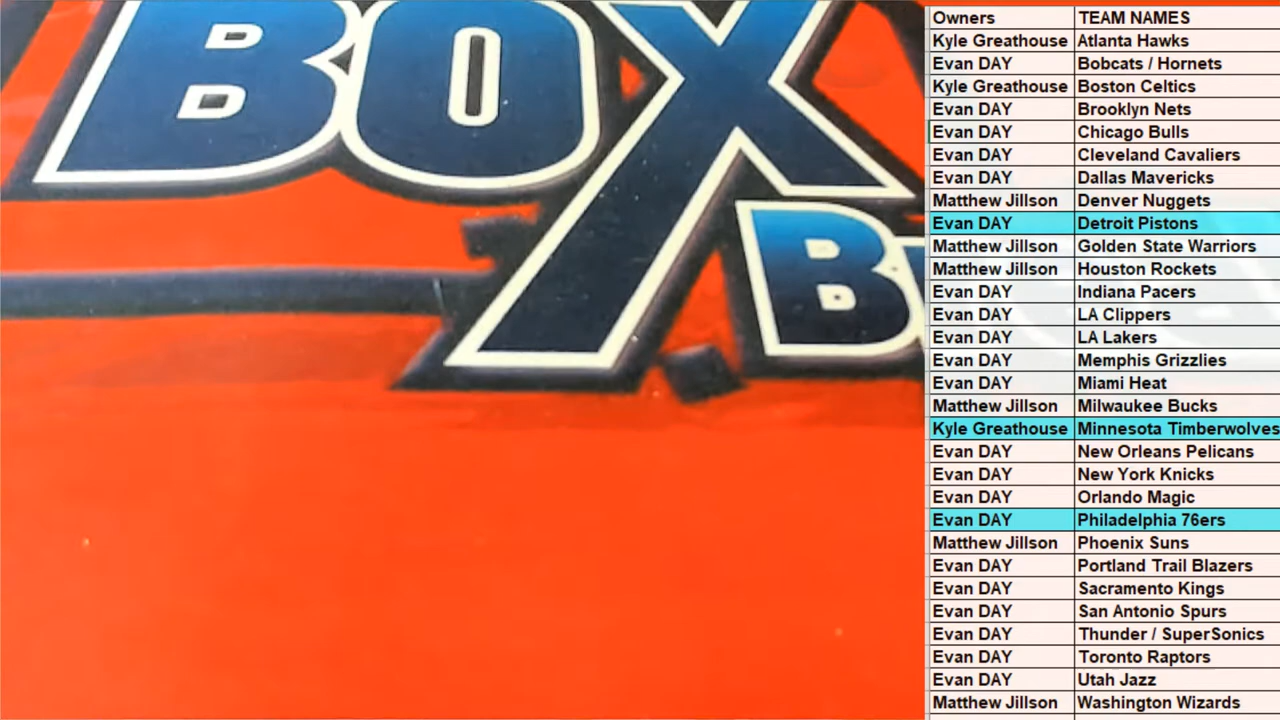 BOX
Owners TEAM NAMES
Kyle Greathouse Atlanta Hawks
Evan DAY Bobcats / Hornets
Kyle Greathouse Boston Celtics
Evan DAY Brooklyn Nets
Evan DAY Chicago Bulls
Evan DAY Cleveland Cavaliers
Evan DAY Dallas Mavericks
Matthew Jillson Denver Nuggets
Evan DAY Detroit Pistons
Matthew Jillson Golden State Warriors
Matthew Jillson Houston Rockets
Evan DAY Indiana Pacers
Evan DAY LA Clippers
Evan DAY LA Lakers
Evan DAY Memphis Grizzlies
Evan DAY Miami Heat
Matthew Jillson Milwaukee Bucks
Kyle Greathouse Minnesota Timberwolves
Evan DAY New Orleans Pelicans
Evan DAY New York Knicks
Evan DAY Orlando Magic
Evan DAY Philadelphia 76ers
Matthew Jillson Phoenix Suns
Evan DAY Portland Trail Blazers
Evan DAY Sacramento Kings
Evan DAY San Antonio Spurs
Evan DAY Thunder / SuperSonics
Evan DAY Toronto Raptors
Evan DAY Utah Jazz
Matthew Jillson Washington Wizards